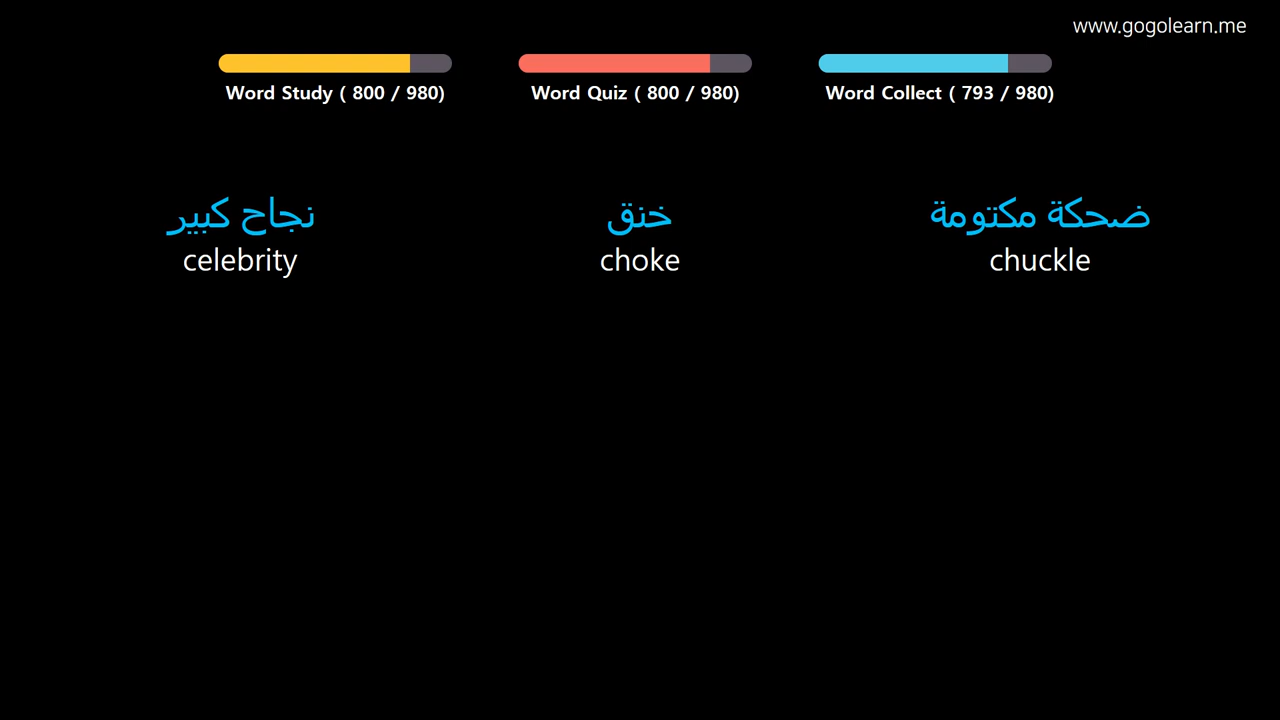 www.gogolearn.me
Word Study ( 800 / 980)
Word Quiz ( 800 / 980)
Word Collect ( 793 / 980)
نجاح كبير
celebrity
خنق
choke
ضحكة مكتومة
chuckle